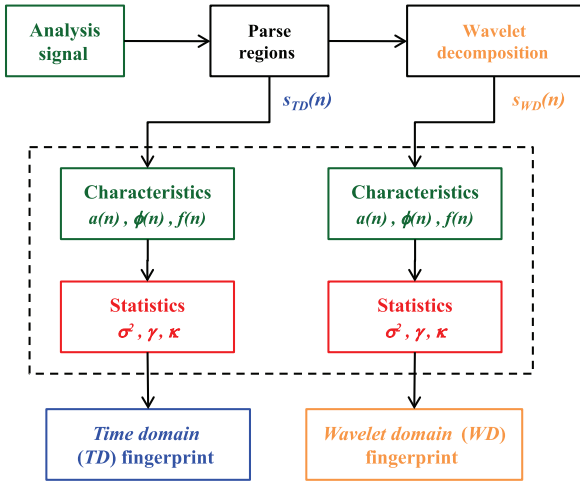 Analysis
signal
Parse
regions
Wavelet
decomposition
s_TD(n)
s_WD(n)
Characteristics
a(n) , ϕ(n) , f(n)
Characteristics
a(n) , ϕ(n) , f(n)
Statistics
σ² , γ , κ
Statistics
σ² , γ , κ
Time domain
(TD) fingerprint
Wavelet domain (WD)
fingerprint